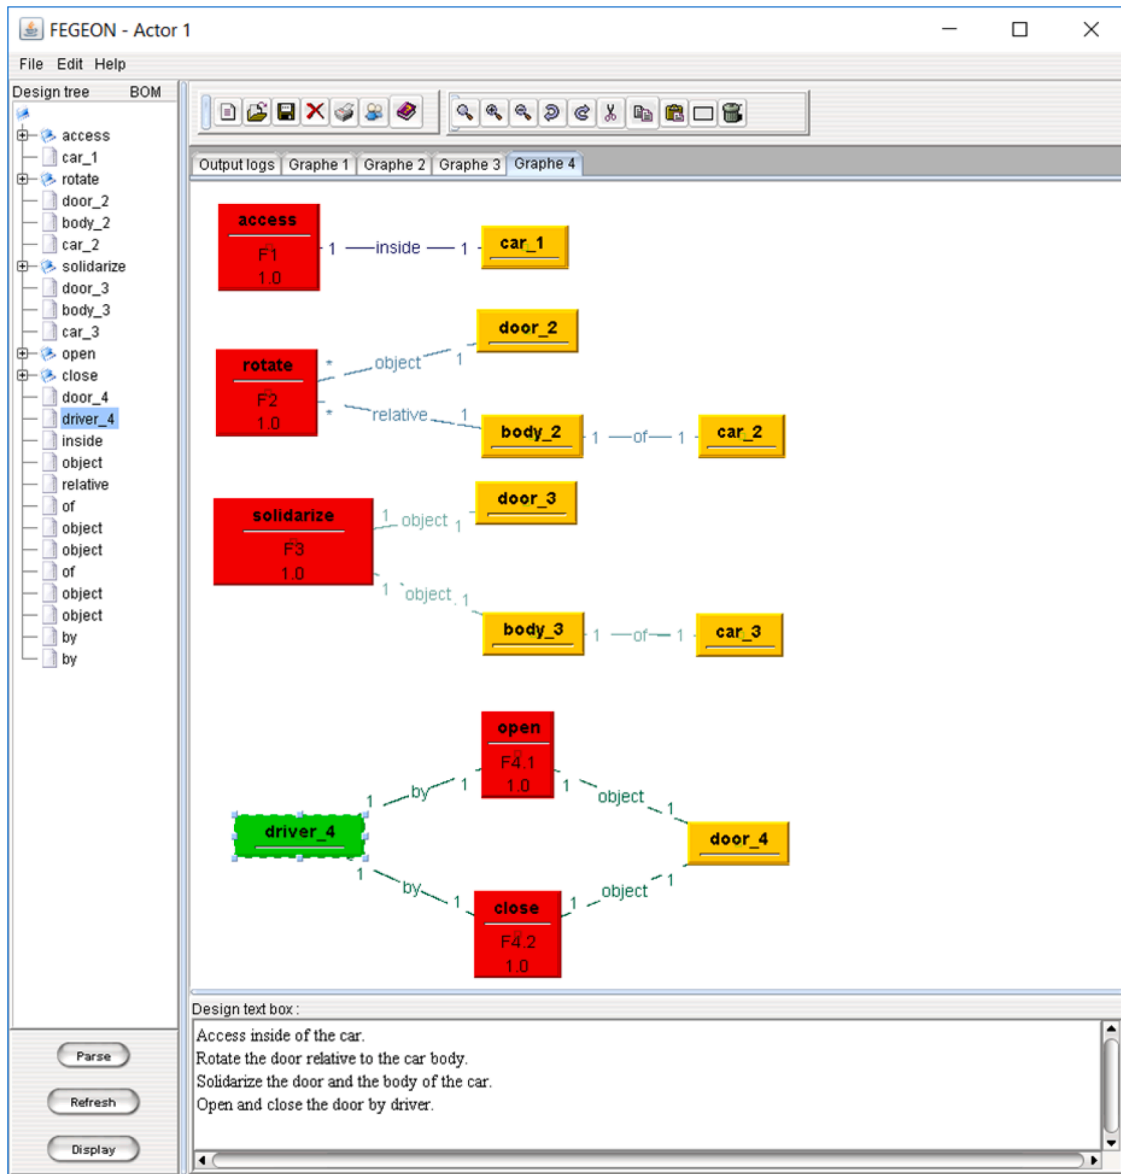 FEGEON - Actor 1
File Edit Help
Design tree BOM
access
car_1
rotate
door_2
body_2
car_2
solidarize
door_3
body_3
car_3
open
close
door_4
driver_4
inside
object
relative
of
object
object
of
object
object
by
by
Parse
Refresh
Display
Output logs Graphe 1 Graphe 2 Graphe 3 Graphe 4
access
F1
1.0
1 inside 1
car_1
rotate
F2
1.0
* object 1
door_2
* relative 1
body_2
1 of 1
car_2
solidarize
F3
1.0
1 object 1
door_3
1 object 1
body_3
1 of 1
car_3
open
F4.1
1.0
1 by 1
1 object 1
driver_4
door_4
1 by 1
1 object 1
close
F4.2
1.0
Design text box :
Access inside of the car.
Rotate the door relative to the car body.
Solidarize the door and the body of the car.
Open and close the door by driver.